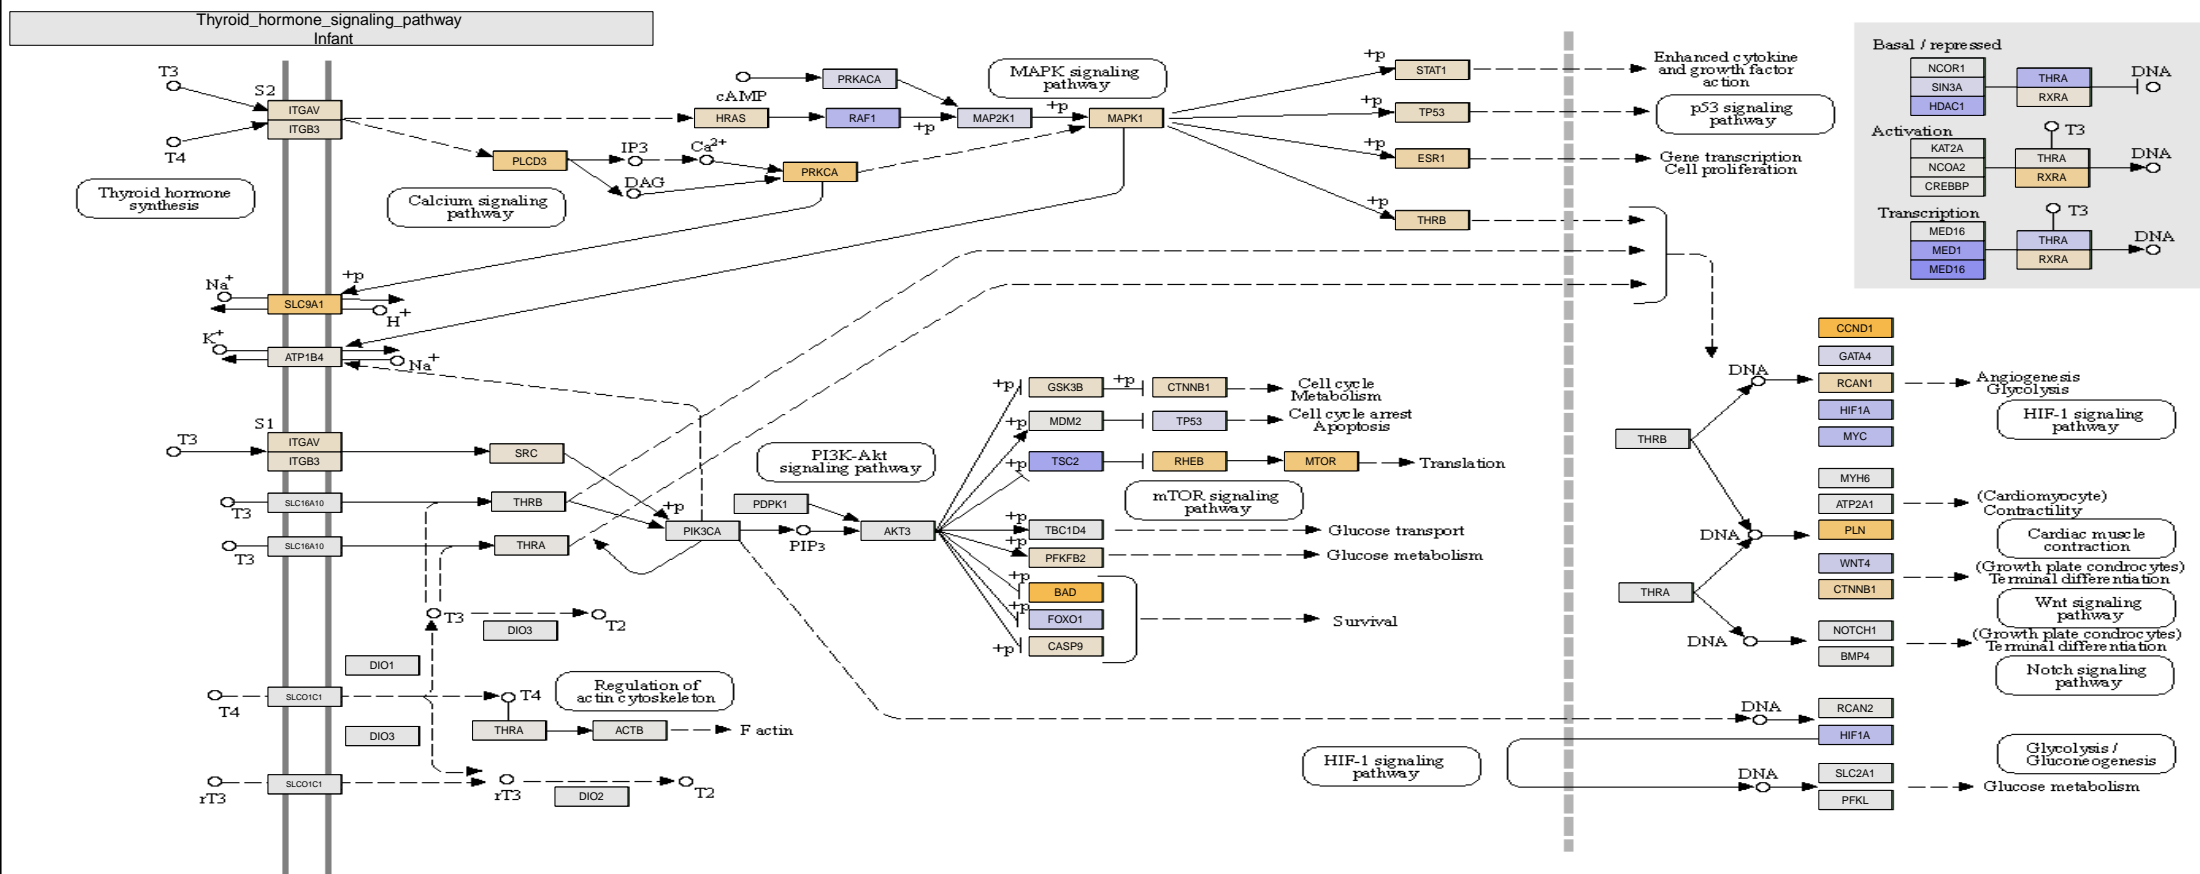 Thyroid_hormone_signaling_pathway
Infant
T3
S2
ITGAV
ITGB3
T4
Thyroid hormone
synthesis
PRKACA
cAMP
HRAS
RAF1
+p
MAP2K1
+p
MAPK1
MAPK signaling
pathway
PLCD3
IP3
Ca2+
DAG
PRKCA
Calcium signaling
pathway
+p
STAT1
Enhanced cytokine
and growth factor
action
+p
TP53
p53 signaling
pathway
+p
ESR1
Gene transcription
Cell proliferation
+p
THRB
Basal / repressed
NCOR1
SIN3A
HDAC1
THRA
RXRA
DNA
Activation
KAT2A
NCOA2
CREBBP
T3
THRA
RXRA
DNA
Transcription
MED16
MED1
MED16
T3
THRA
RXRA
DNA
Na+
+p
SLC9A1
H+
K+
ATP1B4
Na+
S1
T3
ITGAV
ITGB3
SRC
SLC16A10
T3
THRB
SLC16A10
T3
THRA
+p
PIK3CA
PI3K-Akt
signaling pathway
PDPK1
PIP3
AKT3
+p
GSK3B
+p
CTNNB1
Cell cycle
Metabolism
+p
MDM2
TP53
Cell cycle arrest
Apoptosis
+p
TSC2
RHEB
MTOR
Translation
mTOR signaling
pathway
+p
TBC1D4
Glucose transport
+p
PFKFB2
Glucose metabolism
+p
BAD
+p
FOXO1
Survival
+p
CASP9
T3
DIO3
T2
DIO1
SLCO1C1
T4
T4
Regulation of
actin cytoskeleton
THRA
ACTB
F actin
DIO3
SLCO1C1
rT3
rT3
DIO2
T2
HIF-1 signaling
pathway
THRB
THRA
DNA
DNA
DNA
DNA
DNA
CCND1
GATA4
RCAN1
HIF1A
MYC
Angiogenesis
Glycolysis
HIF-1 signaling
pathway
MYH6
ATP2A1
PLN
(Cardiomyocyte)
Contractility
Cardiac muscle
contraction
WNT4
CTNNB1
(Growth plate condrocytes)
Terminal differentiation
Wnt signaling
pathway
NOTCH1
BMP4
(Growth plate condrocytes)
Terminal differentiation
Notch signaling
pathway
RCAN2
HIF1A
Glycolysis /
Gluconeogenesis
SLC2A1
PFKL
Glucose metabolism